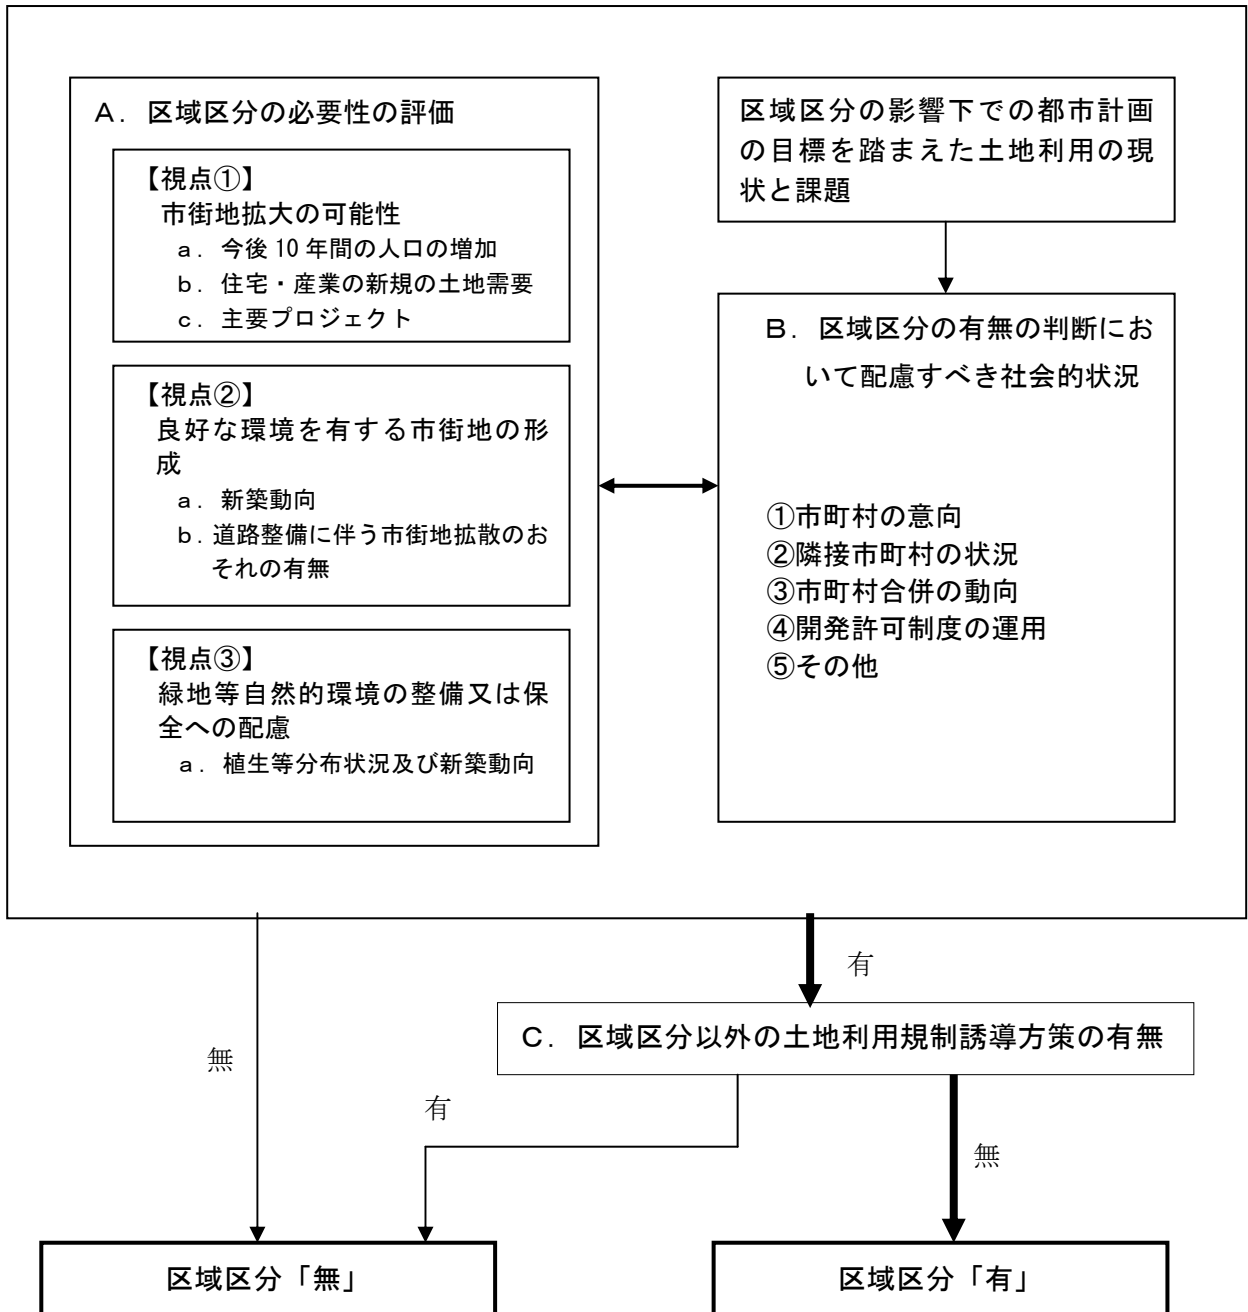 A. 区域区分の必要性の評価
【視点①】
市街地拡大の可能性
a. 今後10年間の人口の増加
b. 住宅・産業の新規の土地需要
c. 主要プロジェクト
【視点②】
良好な環境を有する市街地の形
成
a. 新築動向
b. 道路整備に伴う市街地拡散のお
それの有無
【視点③】
緑地等自然的環境の整備又は保
全への配慮
a. 植生等分布状況及び新築動向
区域区分の影響下での都市計画
の目標を踏まえた土地利用の現
状と課題
B. 区域区分の有無の判断にお
いて配慮すべき社会的状況
①市町村の意向
②隣接市町村の状況
③市町村合併の動向
④開発許可制度の運用
⑤その他
有
C. 区域区分以外の土地利用規制誘導方策の有無
無
有
無
区域区分「無」
区域区分「有」